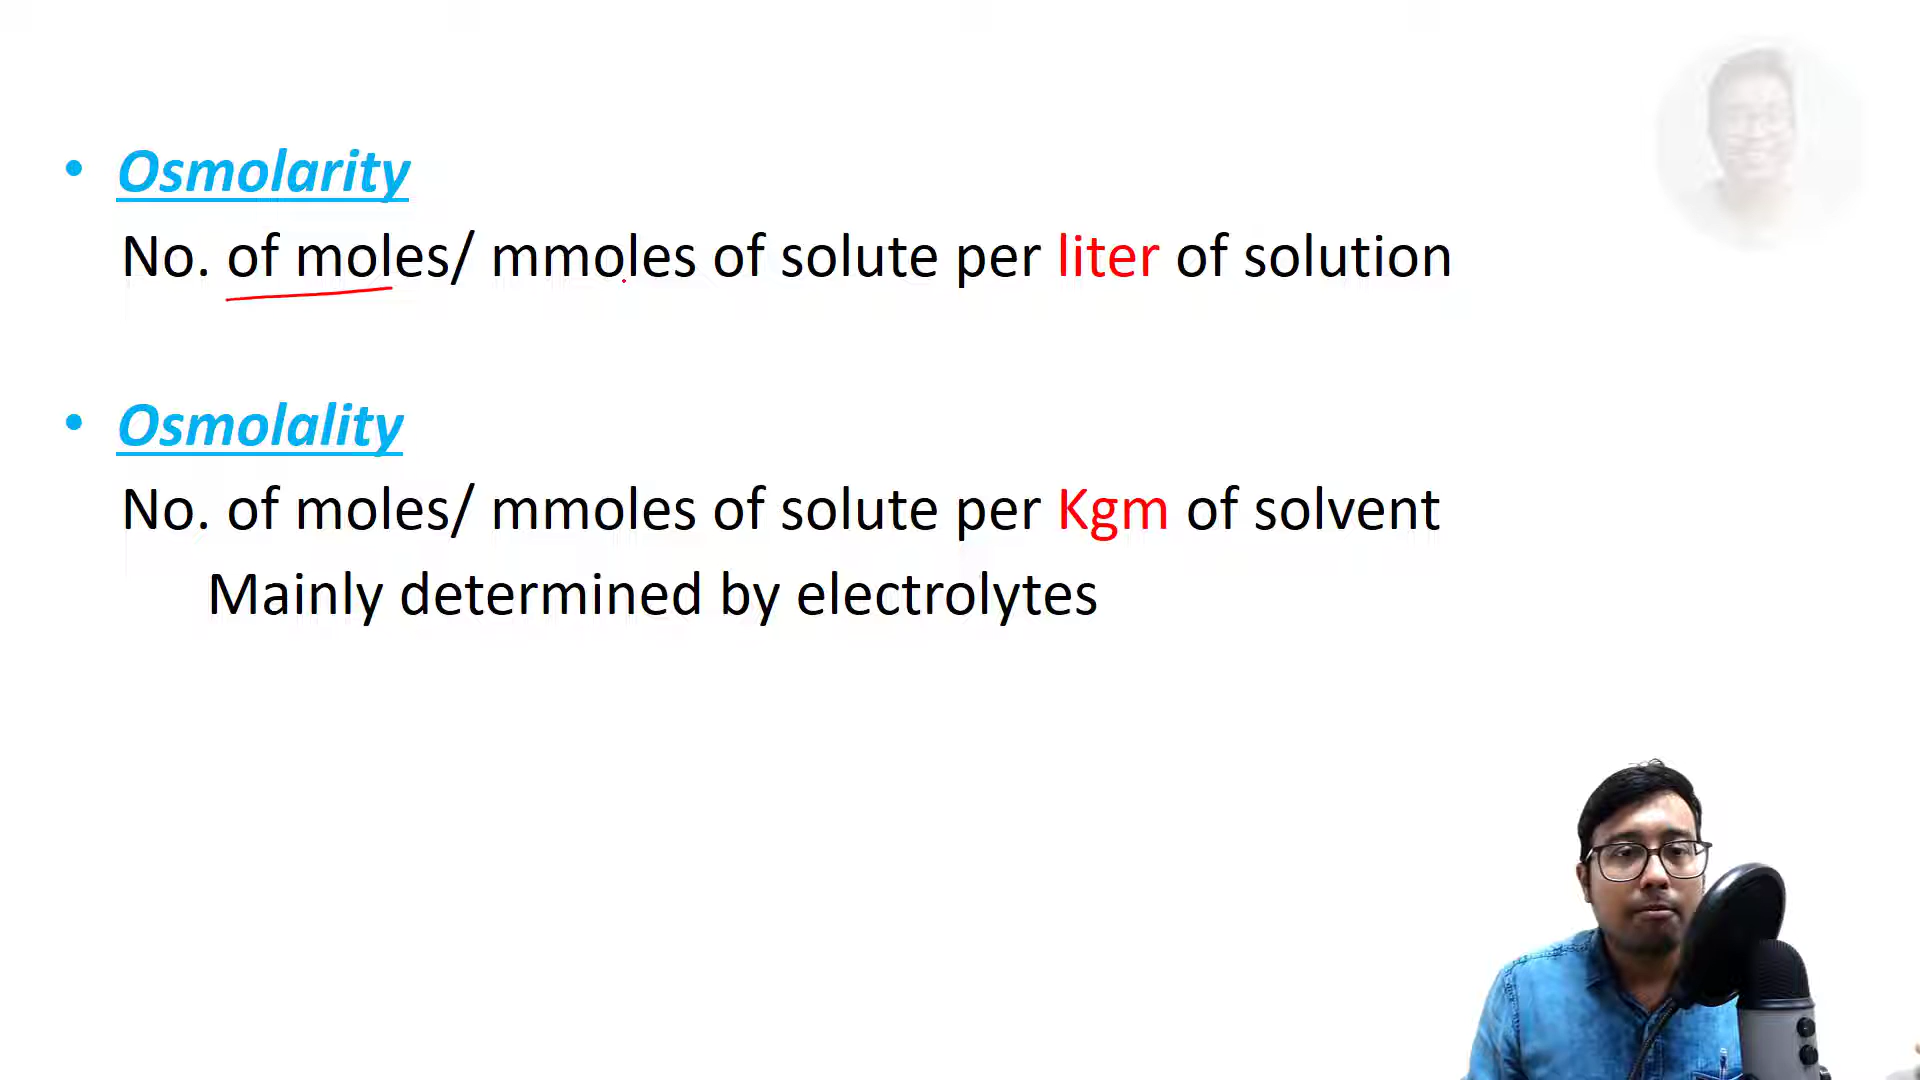 • Osmolarity
No. of moles/ mmoles of solute per liter of solution
• Osmolality
No. of moles/ mmoles of solute per Kgm of solvent
Mainly determined by electrolytes